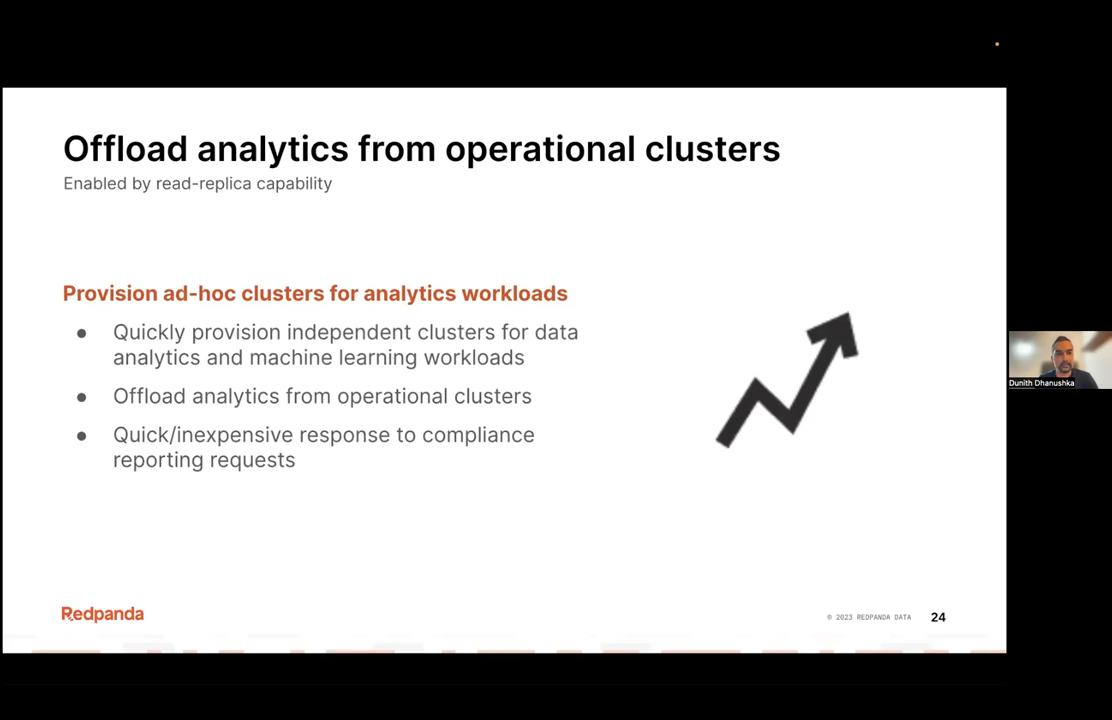 Offload analytics from operational clusters
Enabled by read-replica capability
Provision ad-hoc clusters for analytics workloads
● Quickly provision independent clusters for data
analytics and machine learning workloads
● Offload analytics from operational clusters
● Quick/inexpensive response to compliance
reporting requests
Dunith Dhanushka
Redpanda
© 2023 REDPANDA DATA 24